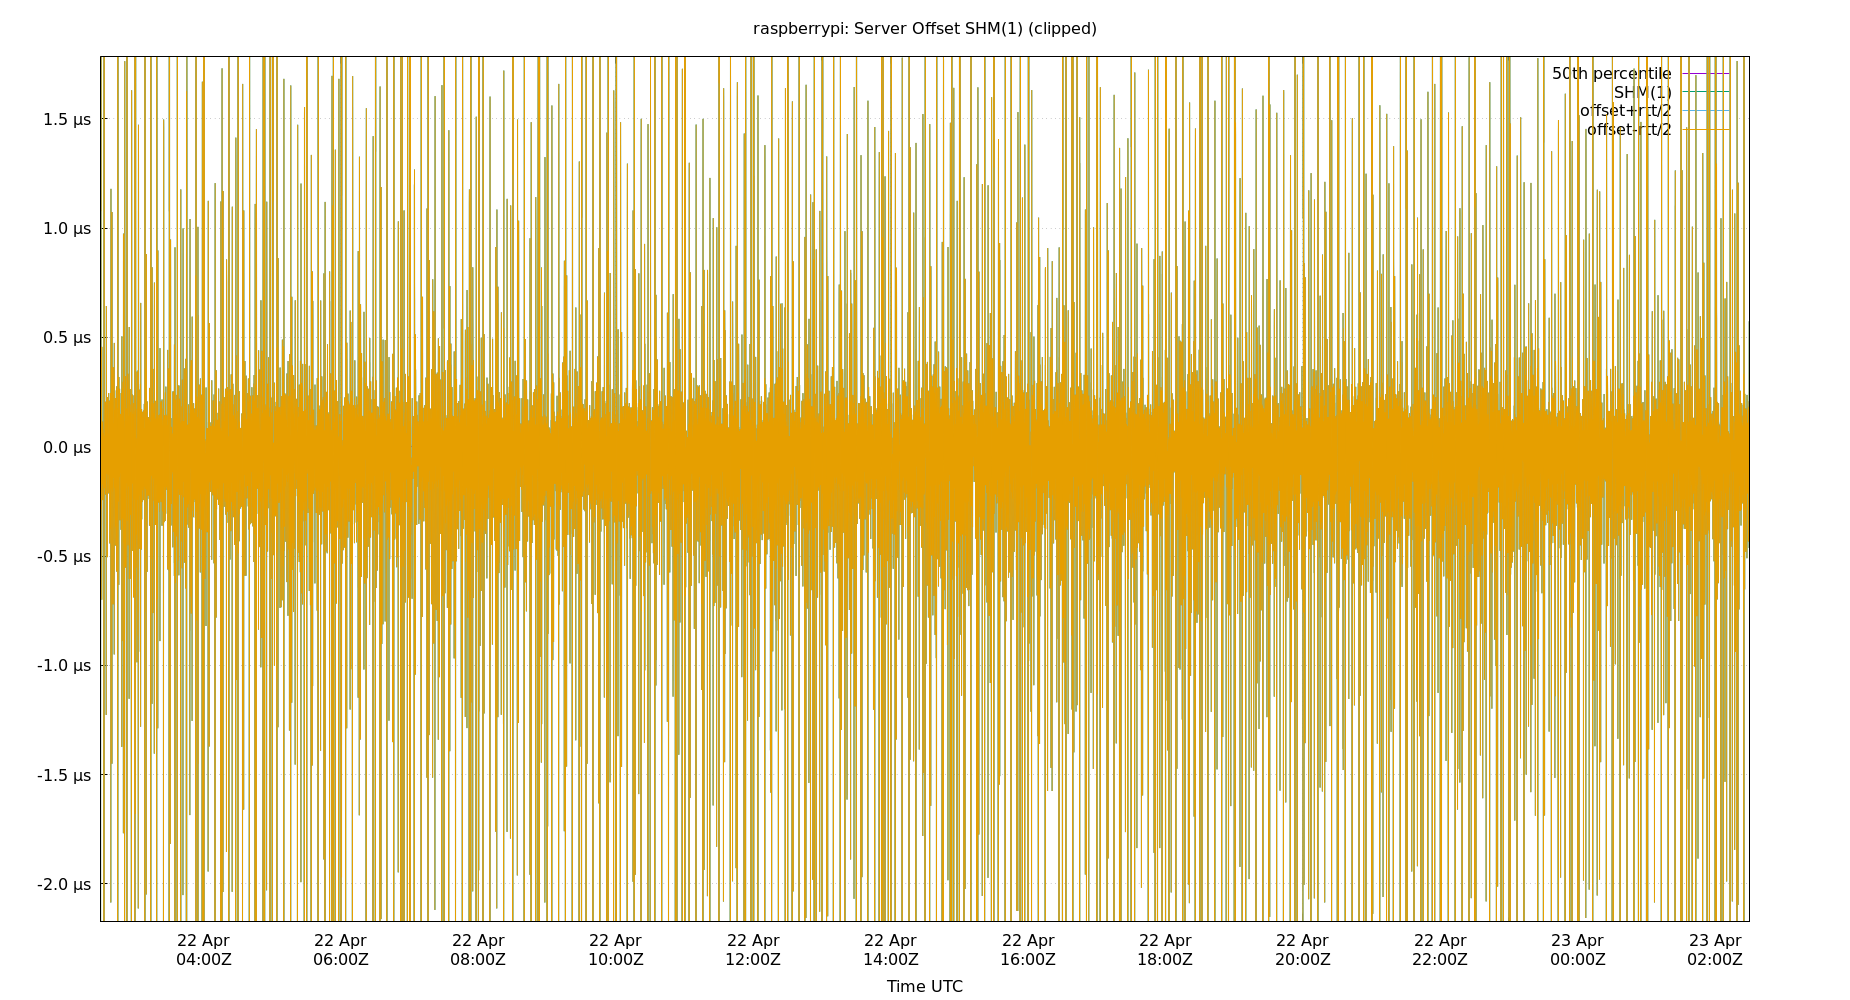 raspberrypi: Server Offset SHM(1) (clipped)
50th percentile
SHM(1)
offset+rtt/2
offset-rtt/2
1.5 µs
1.0 µs
0.5 µs
0.0 µs
-0.5 µs
-1.0 µs
-1.5 µs
-2.0 µs
22 Apr 22 Apr 22 Apr 22 Apr 22 Apr 22 Apr 22 Apr 22 Apr 22 Apr 22 Apr 23 Apr 23 Apr
04:00Z 06:00Z 08:00Z 10:00Z 12:00Z 14:00Z 16:00Z 18:00Z 20:00Z 22:00Z 00:00Z 02:00Z
Time UTC